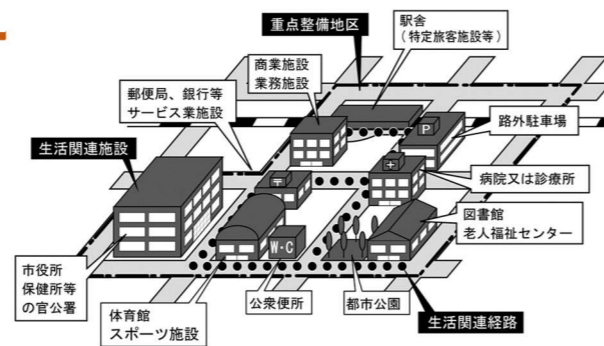 重点整備地区
駅舎
（特定旅客施設等）
商業施設
業務施設
郵便局、銀行等
サービス業施設
生活関連施設
路外駐車場
P
〒
病院又は診療所
図書館
老人福祉センター
W・C
市役所
保健所等
の官公署
体育館
スポーツ施設
公衆便所
都市公園
生活関連経路